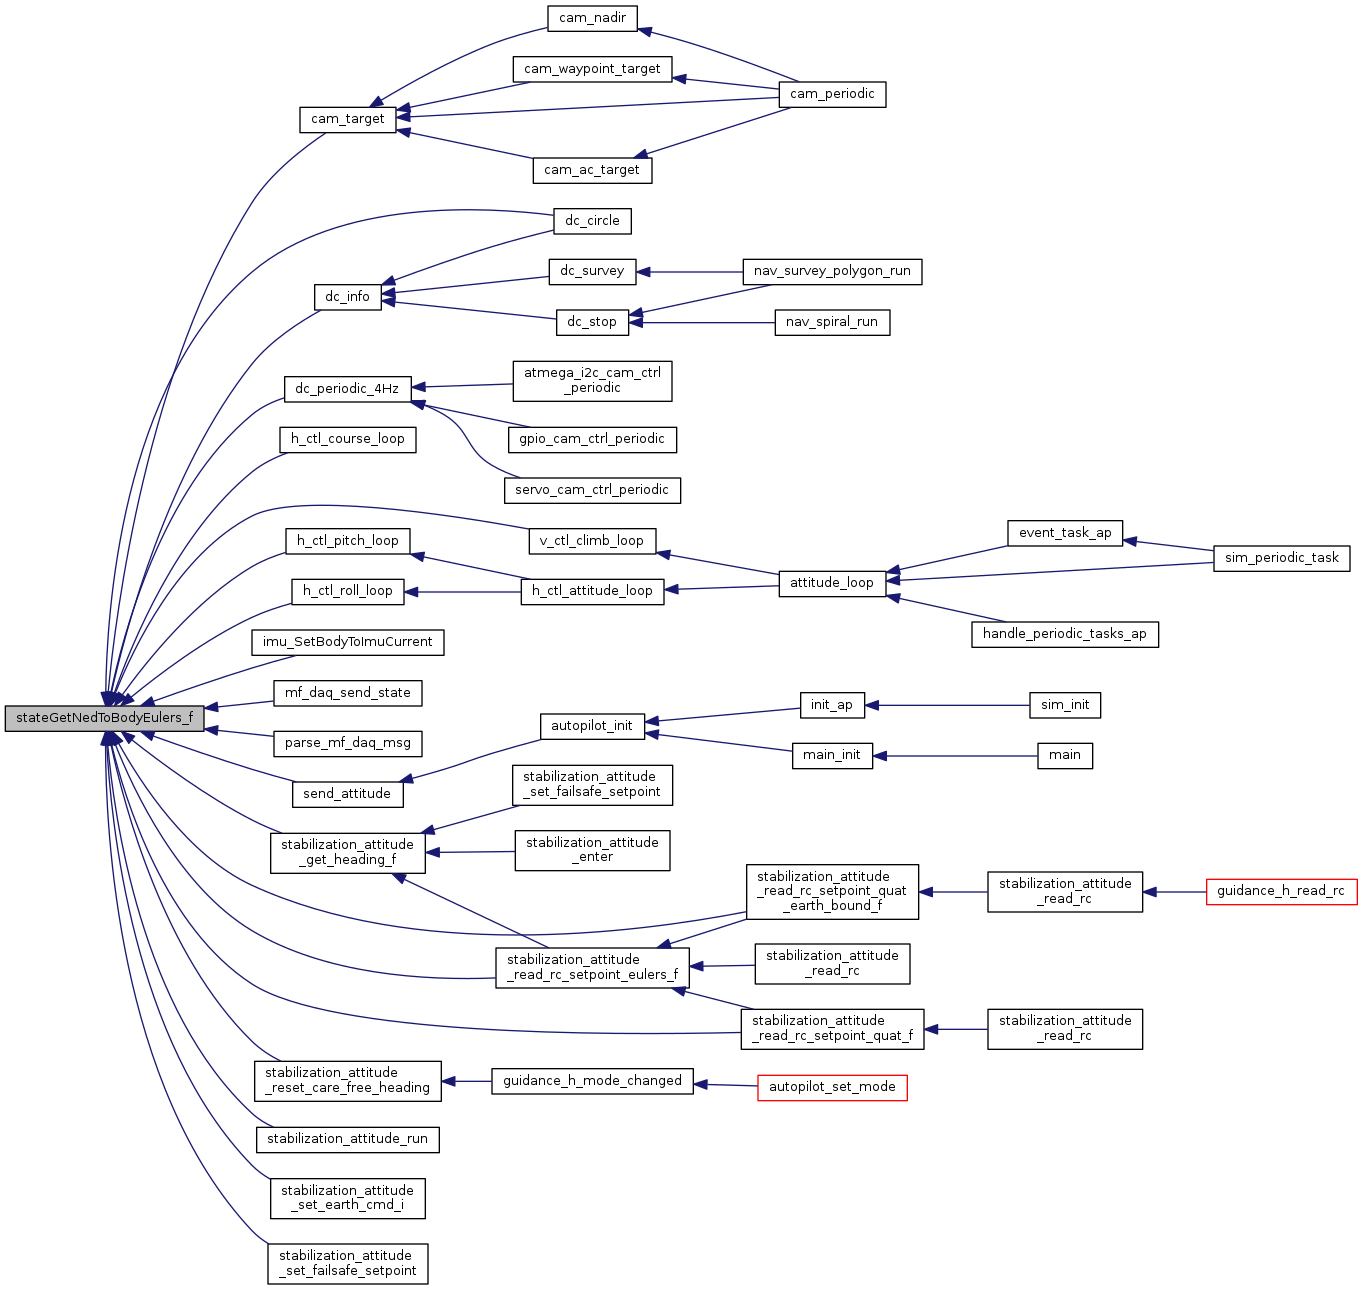 cam_nadir
cam_waypoint_target
cam_periodic
cam_target
cam_ac_target
dc_circle
dc_survey
nav_survey_polygon_run
dc_info
dc_stop
nav_spiral_run
atmega_i2c_cam_ctrl
_periodic
dc_periodic_4Hz
h_ctl_course_loop
gpio_cam_ctrl_periodic
servo_cam_ctrl_periodic
h_ctl_pitch_loop
v_ctl_climb_loop
event_task_ap
sim_periodic_task
attitude_loop
h_ctl_roll_loop
h_ctl_attitude_loop
handle_periodic_tasks_ap
imu_SetBodyToImuCurrent
mf_daq_send_state
stateGetNedToBodyEulers_f
parse_mf_daq_msg
autopilot_init
init_ap
sim_init
main_init
main
send_attitude
stabilization_attitude
_set_failsafe_setpoint
stabilization_attitude
_get_heading_f
stabilization_attitude
_enter
stabilization_attitude
_read_rc_setpoint_quat
_earth_bound_f
stabilization_attitude
_read_rc
guidance_h_read_rc
stabilization_attitude
_read_rc_setpoint_eulers_f
stabilization_attitude
_read_rc
stabilization_attitude
_read_rc_setpoint_quat_f
stabilization_attitude
_read_rc
stabilization_attitude
_reset_care_free_heading
guidance_h_mode_changed
autopilot_set_mode
stabilization_attitude_run
stabilization_attitude
_set_earth_cmd_i
stabilization_attitude
_set_failsafe_setpoint